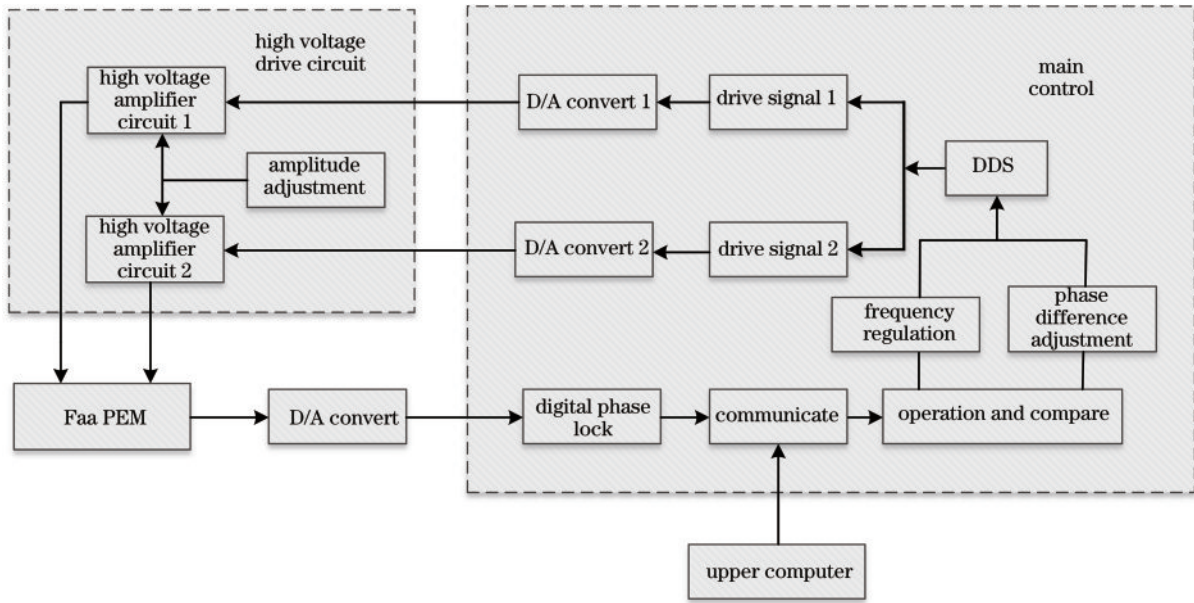 high voltage
drive circuit
high voltage
amplifier
circuit 1
amplitude
adjustment
high voltage
amplifier
circuit 2
main
control
D/A convert 1
drive signal 1
DDS
D/A convert 2
drive signal 2
frequency
regulation
phase
difference
adjustment
Faa PEM
D/A convert
digital phase
lock
communicate
operation and compare
upper computer